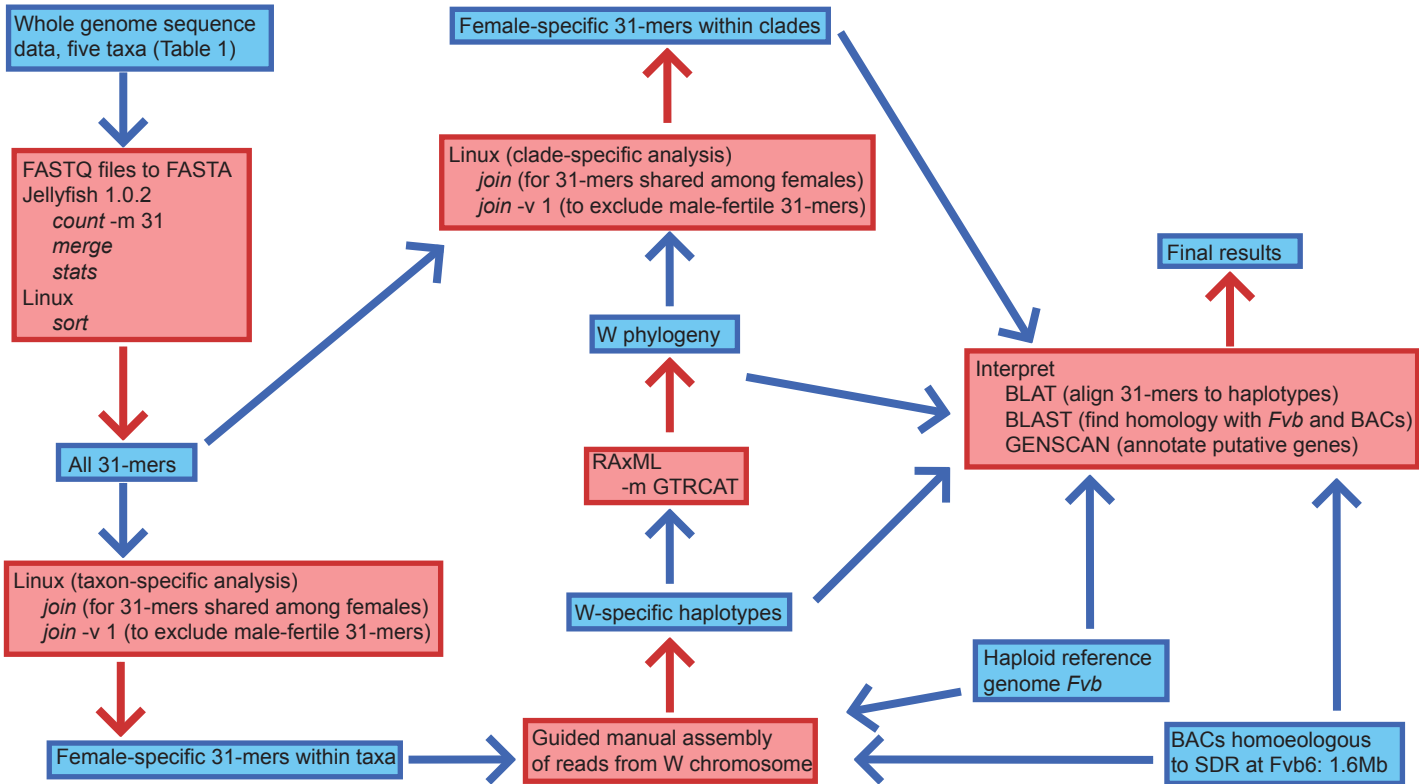 Whole genome sequence
data, five taxa (Table 1)
FASTQ files to FASTA
Jellyfish 1.0.2
count -m 31
merge
stats
Linux
sort
All 31-mers
Linux (taxon-specific analysis)
join (for 31-mers shared among females)
join -v 1 (to exclude male-fertile 31-mers)
Female-specific 31-mers within taxa
Female-specific 31-mers within clades
Linux (clade-specific analysis)
join (for 31-mers shared among females)
join -v 1 (to exclude male-fertile 31-mers)
W phylogeny
RAxML
-m GTRCAT
W-specific haplotypes
Guided manual assembly
of reads from W chromosome
Final results
Interpret
BLAT (align 31-mers to haplotypes)
BLAST (find homology with Fvb and BACs)
GENSCAN (annotate putative genes)
Haploid reference
genome Fvb
BACs homoeologous
to SDR at Fvb6: 1.6Mb